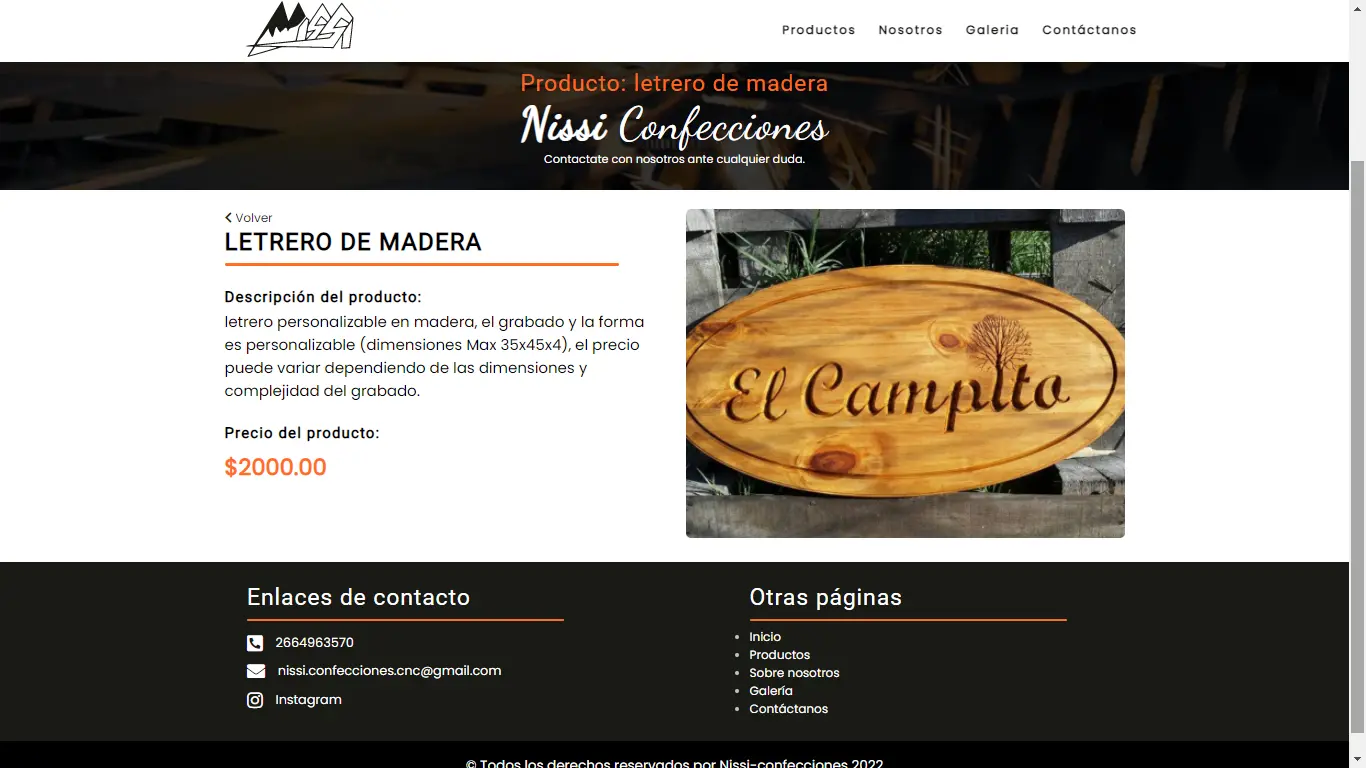 Nissi
Productos Nosotros Galeria Contáctanos
Producto: letrero de madera
Nissi Confecciones
Contactate con nosotros ante cualquier duda.
Volver
LETRERO DE MADERA
Descripción del producto:
letrero personalizable en madera, el grabado y la forma
es personalizable (dimensiones Max 35x45x4), el precio
puede variar dependiendo de las dimensiones y
complejidad del grabado.
Precio del producto:
$2000.00
El Campito
Enlaces de contacto
2664963570
nissi.confecciones.cnc@gmail.com
Instagram
Otras páginas
Inicio
Productos
Sobre nosotros
Galería
Contáctanos
© Todos los derechos reservados por Nissi-confecciones 2022